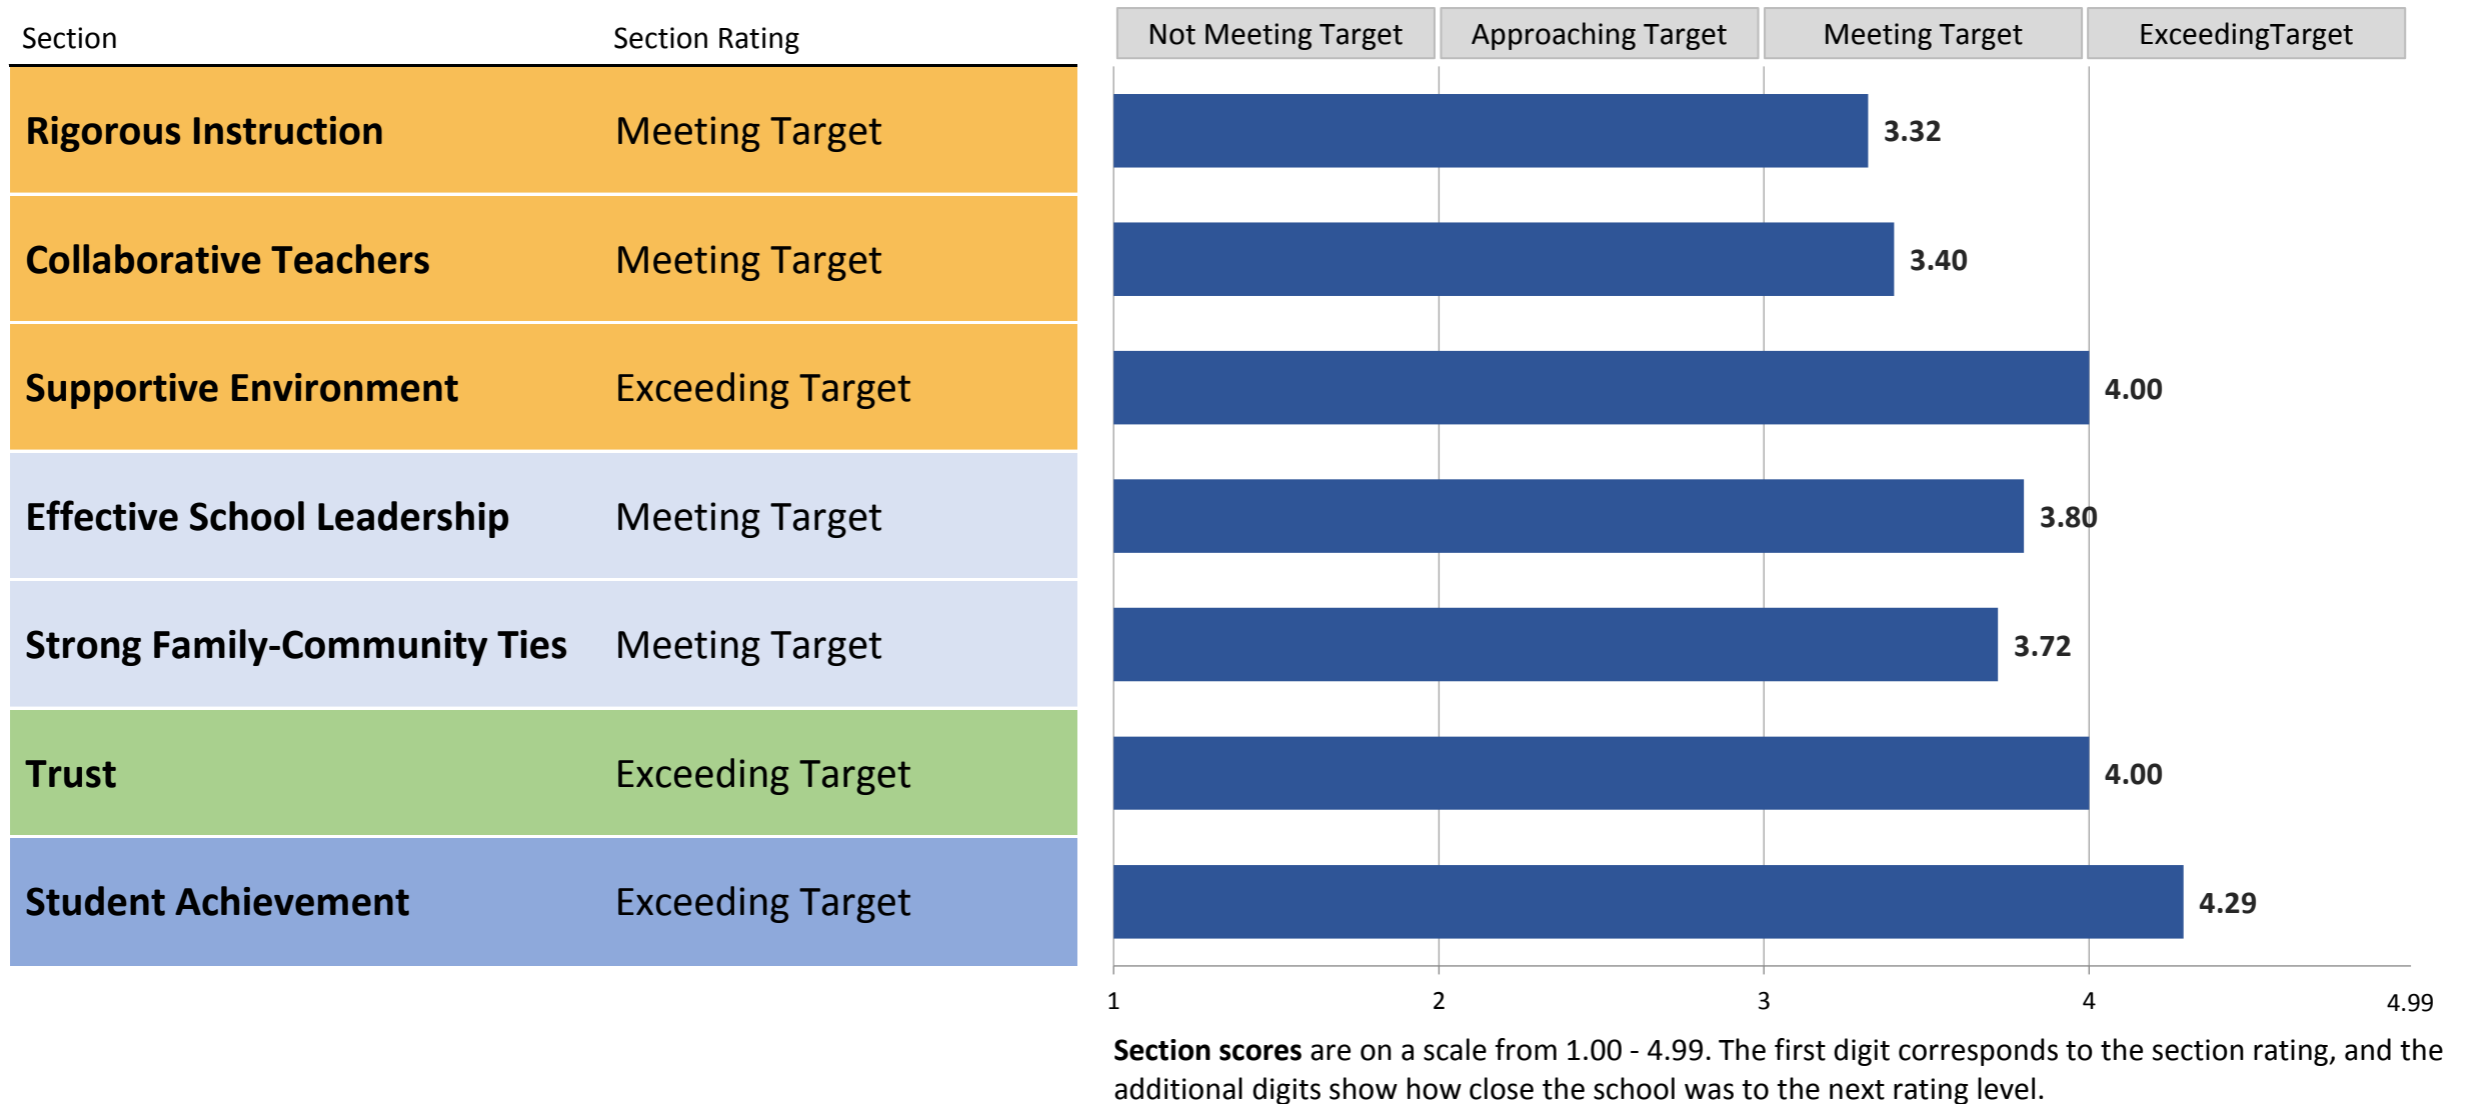 Section Section Rating Not Meeting Target Approaching Target Meeting Target ExceedingTarget
Rigorous Instruction Meeting Target 3.32
Collaborative Teachers Meeting Target 3.40
Supportive Environment Exceeding Target 4.00
Effective School Leadership Meeting Target 3.80
Strong Family-Community Ties Meeting Target 3.72
Trust Exceeding Target 4.00
Student Achievement Exceeding Target 4.29
1 2 3 4 4.99
Section scores are on a scale from 1.00 - 4.99. The first digit corresponds to the section rating, and the
additional digits show how close the school was to the next rating level.